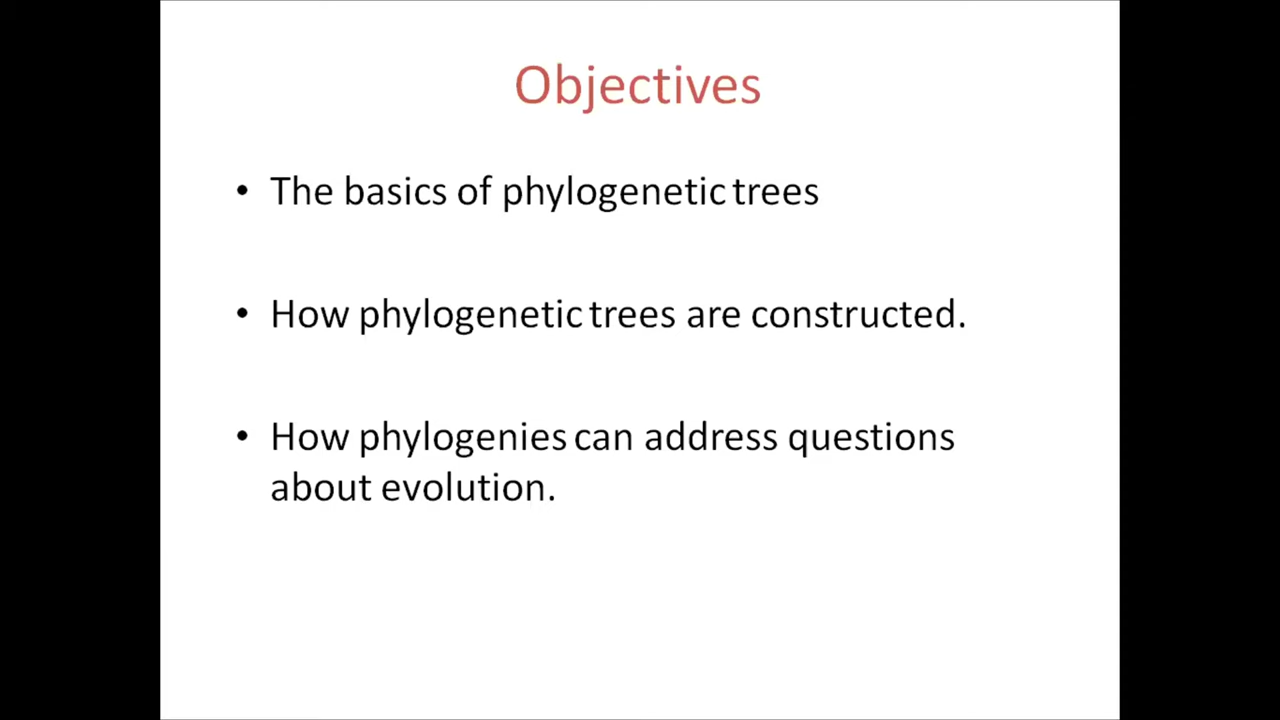 Objectives
• The basics of phylogenetic trees
• How phylogenetic trees are constructed.
• How phylogenies can address questions
about evolution.